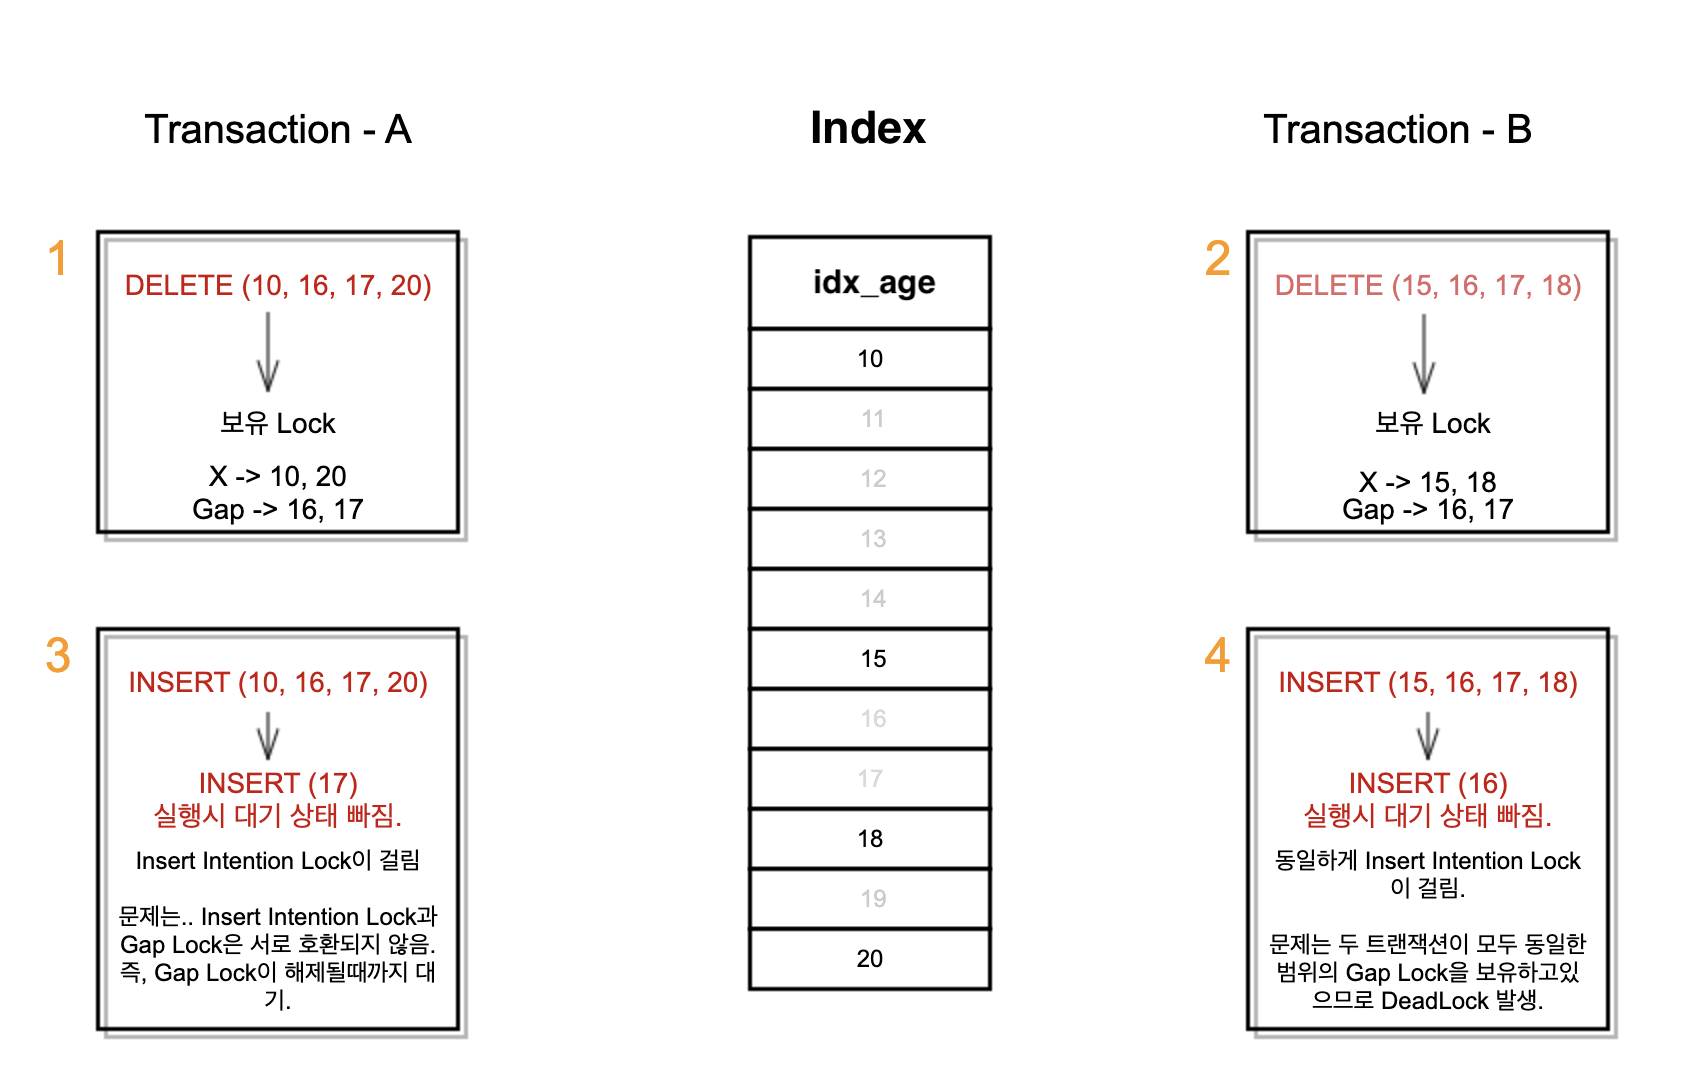 Transaction - A
Index
Transaction - B
1
DELETE (10, 16, 17, 20)
보유 Lock
X -> 10, 20
Gap -> 16, 17
3
INSERT (10, 16, 17, 20)
INSERT (17)
실행시 대기 상태 빠짐.
Insert Intention Lock이 걸림
문제는.. Insert Intention Lock과
Gap Lock은 서로 호환되지 않음.
즉, Gap Lock이 해제될때까지 대
기.
idx_age
10
11
12
13
14
15
16
17
18
19
20
2
DELETE (15, 16, 17, 18)
보유 Lock
X -> 15, 18
Gap -> 16, 17
4
INSERT (15, 16, 17, 18)
INSERT (16)
실행시 대기 상태 빠짐.
동일하게 Insert Intention Lock
이 걸림.
문제는 두 트랜잭션이 모두 동일한
범위의 Gap Lock을 보유하고있
으므로 DeadLock 발생.